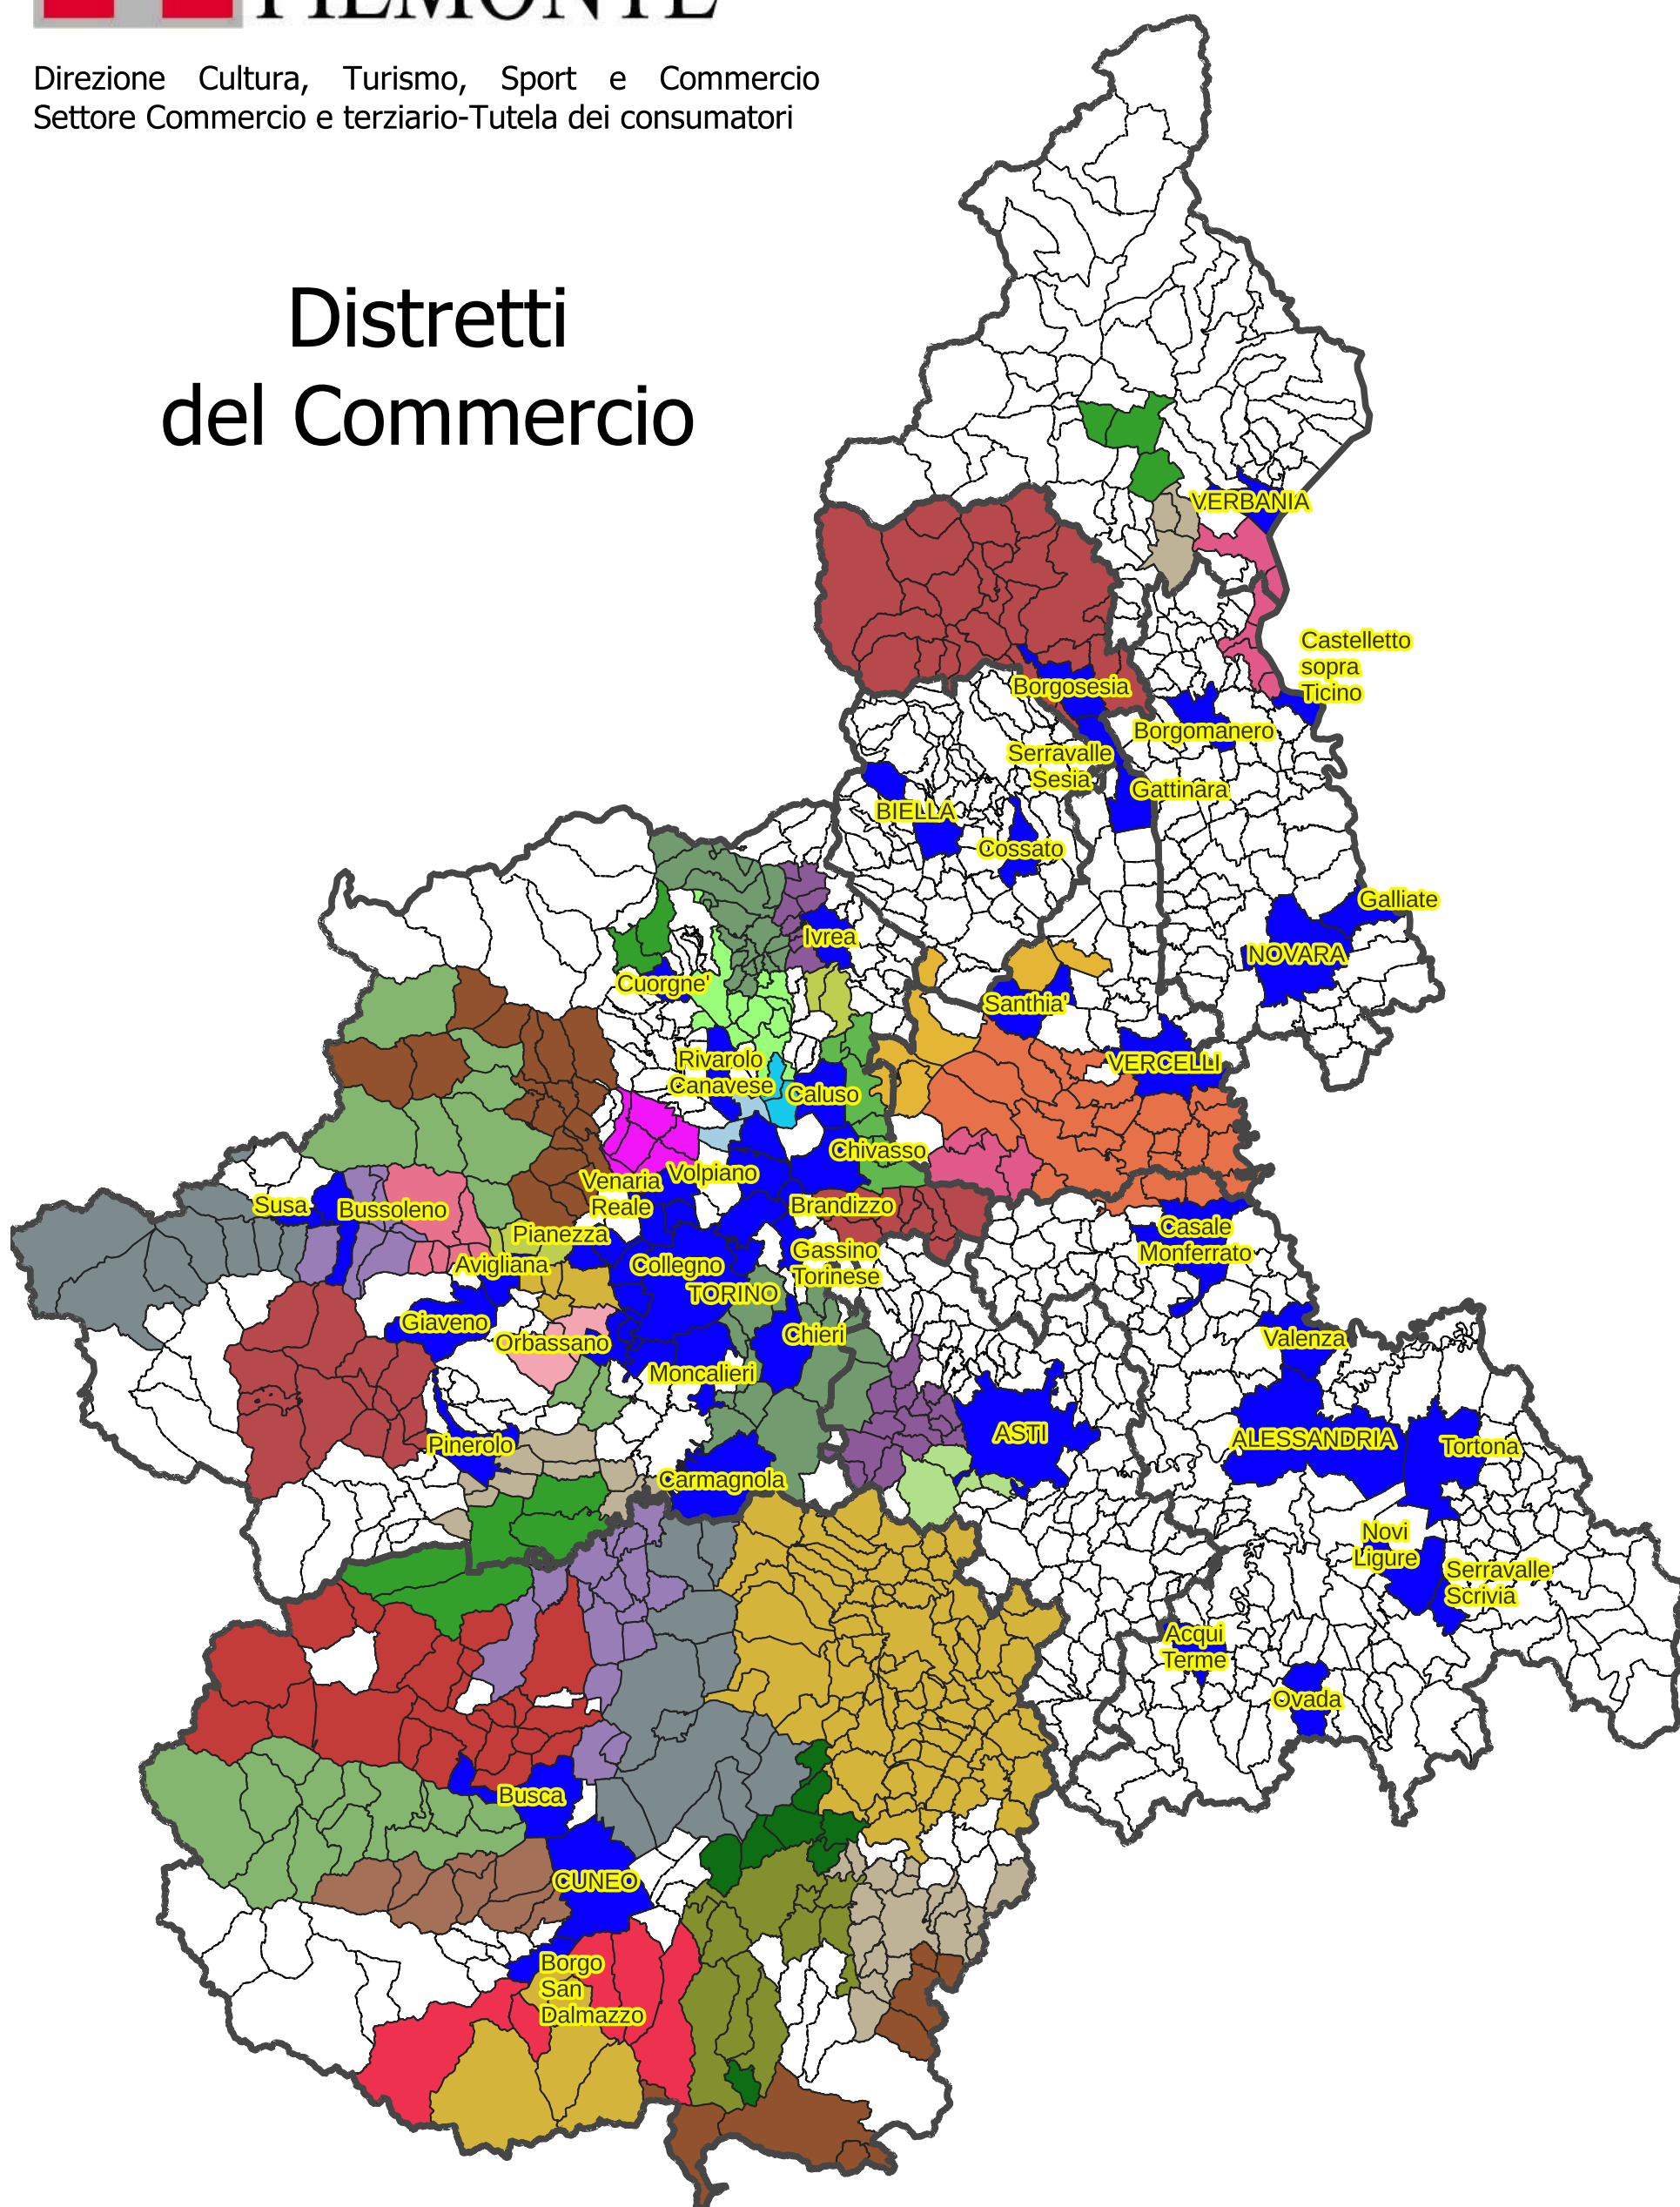 PIEMONTE
Direzione Cultura, Turismo, Sport e Commercio
Settore Commercio e terziario-Tutela dei consumatori
Distretti
del Commercio
VERBANIA
Castelletto
sopra
Ticino
Borgosesia
Borgomanero
Serravalle
Sesia
Gattinara
BIELLA
Cossato
Galliate
Ivrea
NOVARA
Cuorgne'
Santhia'
Rivarolo
Canavese
VERCELLI
Caluso
Chivasso
Volpiano
Venaria
Reale
Susa
Bussoleno
Brandizzo
Pianezza
Casale
Monferrato
Gassino
Torinese
Avigliana
Collegno
TORINO
Giaveno
Orbassano
Chieri
Valenza
Moncalieri
ASTI
ALESSANDRIA
Tortona
Pinerolo
Carmagnola
Novi
Ligure
Serravalle
Scrivia
Acqui
Terme
Ovada
Busca
CUNEO
Borgo
San
Dalmazzo